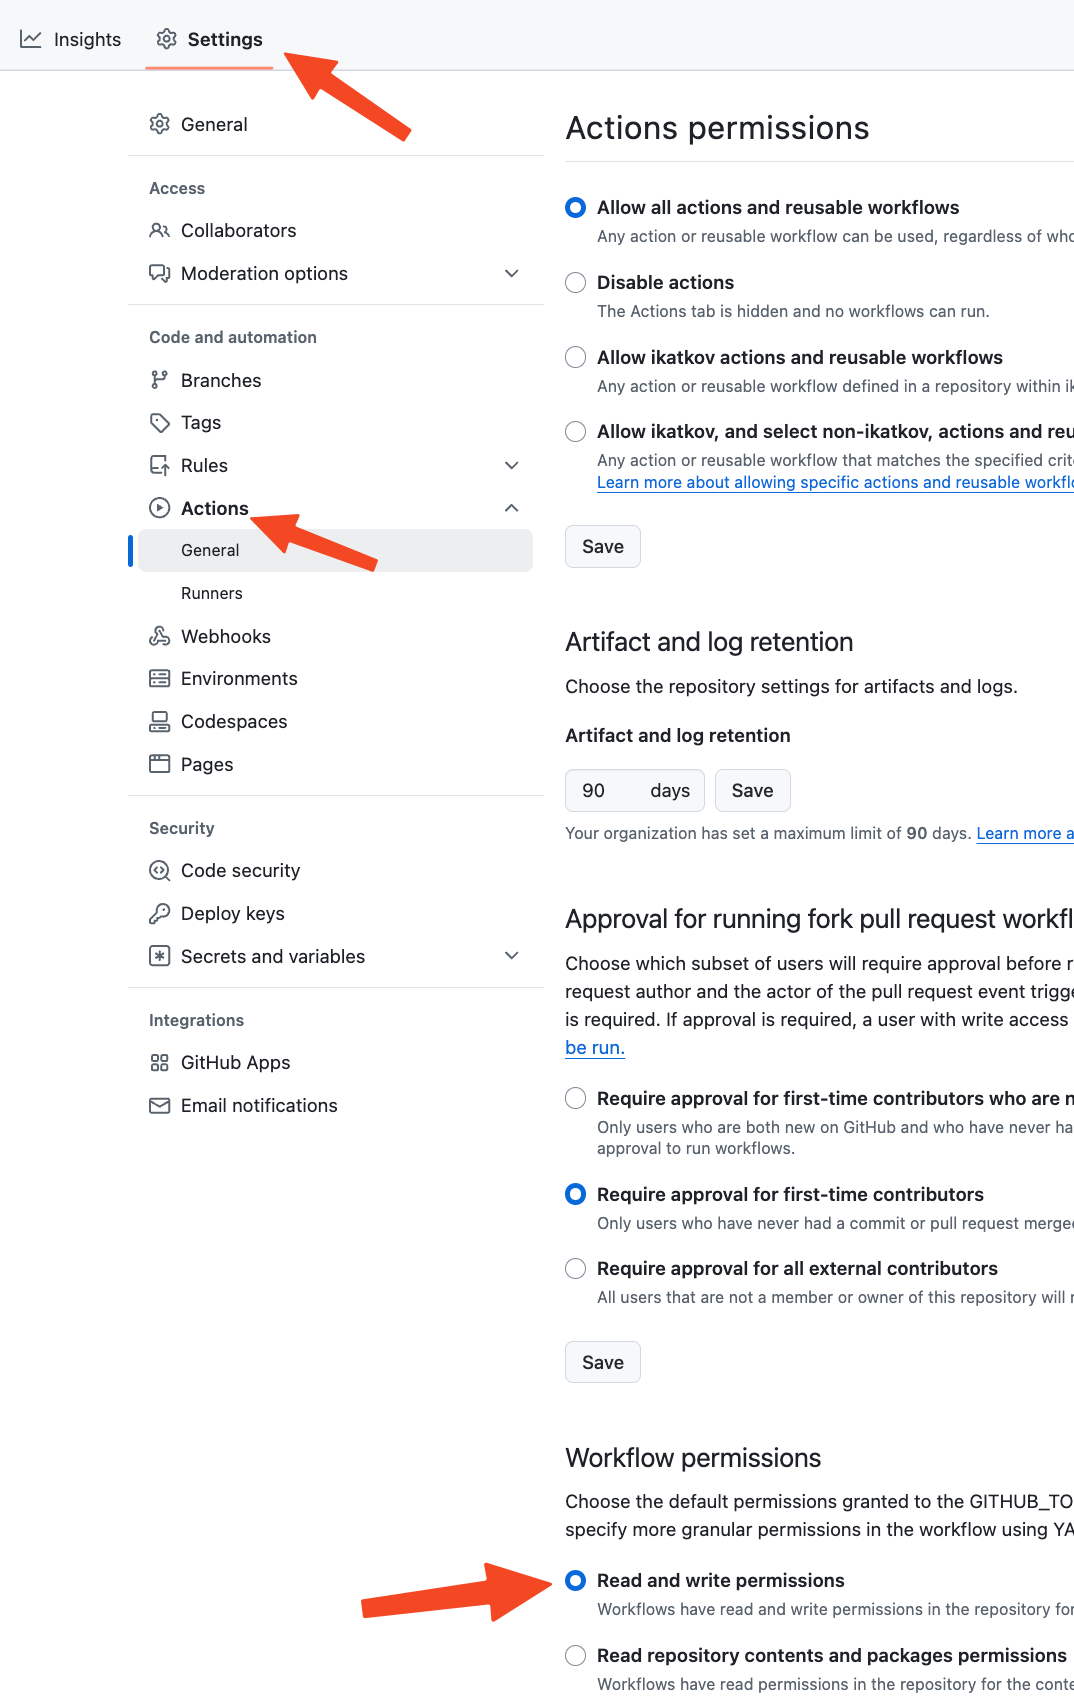 Insights
Settings
General
Access
Collaborators
Moderation options
Code and automation
Branches
Tags
Rules
Actions
General
Runners
Webhooks
Environments
Codespaces
Pages
Security
Code security
Deploy keys
Secrets and variables
Integrations
GitHub Apps
Email notifications
Actions permissions
Allow all actions and reusable workflows
Any action or reusable workflow can be used, regardless of who
Disable actions
The Actions tab is hidden and no workflows can run.
Allow ikatkov actions and reusable workflows
Any action or reusable workflow defined in a repository within ik
Allow ikatkov, and select non-ikatkov, actions and reu
Any action or reusable workflow that matches the specified crite
Learn more about allowing specific actions and reusable workflo
Save
Artifact and log retention
Choose the repository settings for artifacts and logs.
Artifact and log retention
90 days Save
Your organization has set a maximum limit of 90 days. Learn more a
Approval for running fork pull request workfl
Choose which subset of users will require approval before r
request author and the actor of the pull request event trigge
is required. If approval is required, a user with write access
be run.
Require approval for first-time contributors who are n
Only users who are both new on GitHub and who have never ha
approval to run workflows.
Require approval for first-time contributors
Only users who have never had a commit or pull request merged
Require approval for all external contributors
All users that are not a member or owner of this repository will r
Save
Workflow permissions
Choose the default permissions granted to the GITHUB_TO
specify more granular permissions in the workflow using YA
Read and write permissions
Workflows have read and write permissions in the repository for
Read repository contents and packages permissions
Workflows have read permissions in the repository for the conte